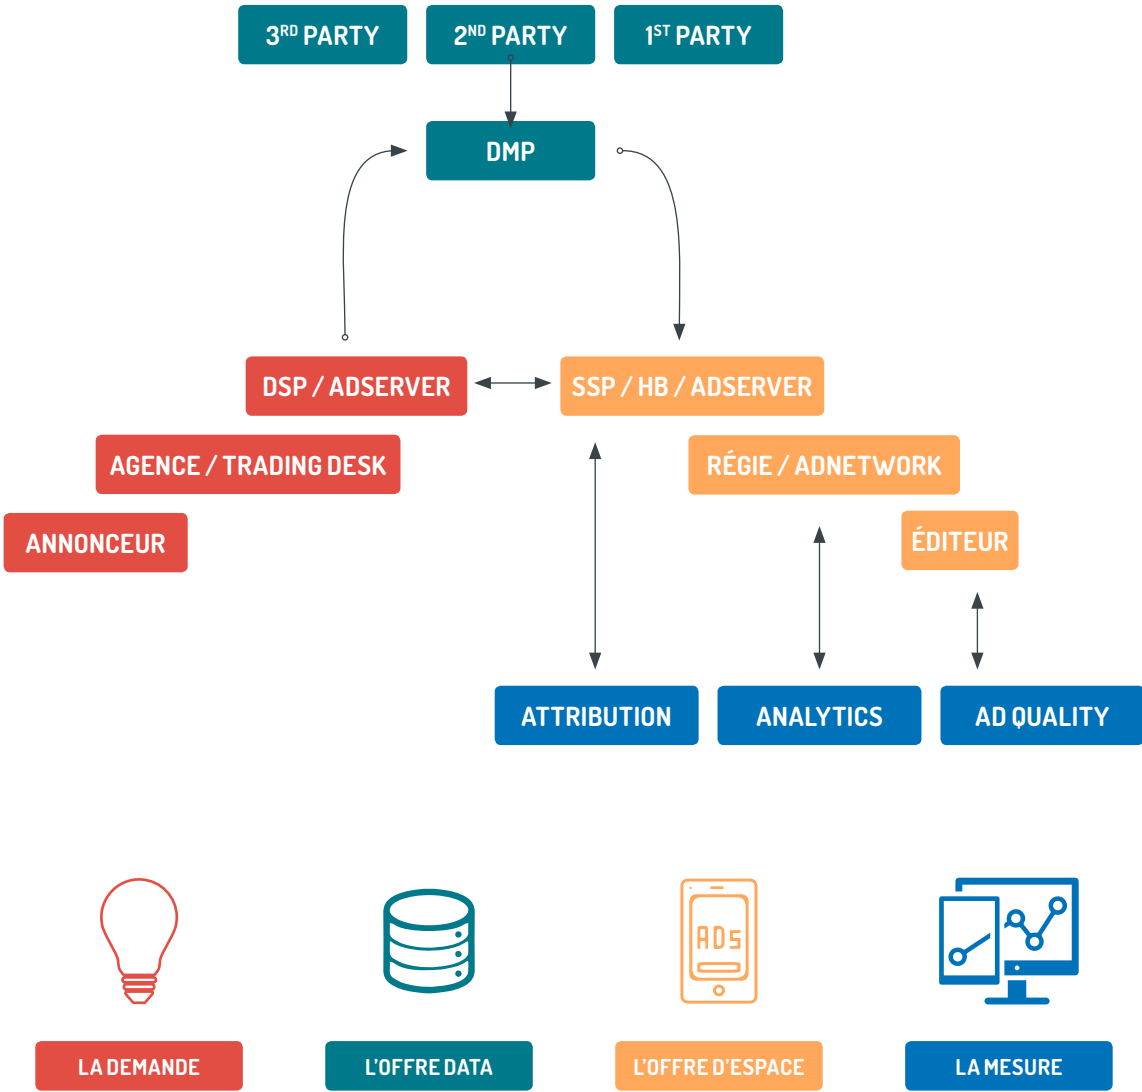 3RD PARTY
2ND PARTY
1ST PARTY
DMP
DSP / ADSERVER
SSP / HB / ADSERVER
AGENCE / TRADING DESK
RÉGIE / ADNETWORK
ANNONCEUR
ÉDITEUR
ATTRIBUTION
ANALYTICS
AD QUALITY
ADs
LA DEMANDE
L'OFFRE DATA
L'OFFRE D'ESPACE
LA MESURE